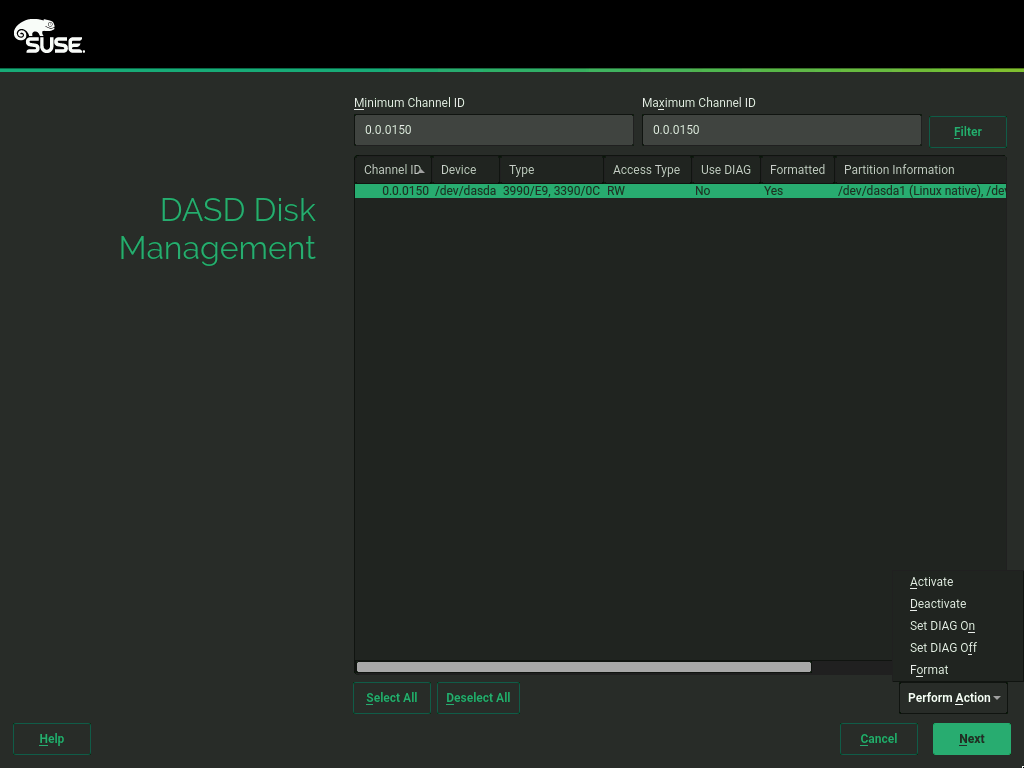 SUSE.
Minimum Channel ID Maximum Channel ID
0.0.0150 0.0.0150 Filter
Channel ID Device Type Access Type Use DIAG Formatted Partition Information
0.0.0150 /dev/dasda 3990/E9, 3390/0C RW No Yes /dev/dasda1 (Linux native), /de
DASD Disk
Management
Activate
Deactivate
Set DIAG On
Set DIAG Off
Format
Select All Deselect All Perform Action
Help Cancel Next